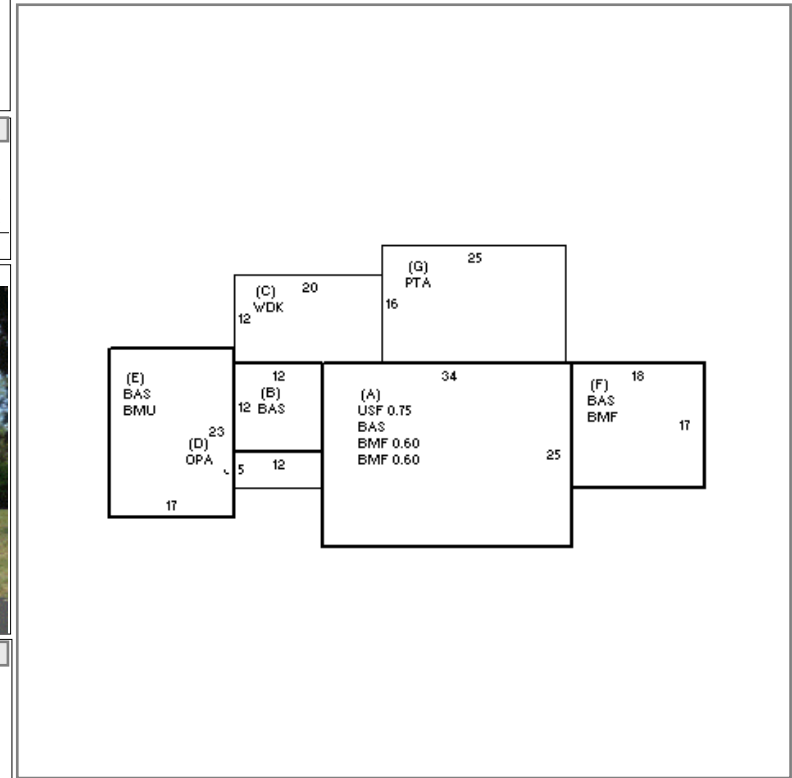 25
(G)
PTA
16
20
(C)
WDK
12
(E)
BAS
BMU
23
(D)
OPA
17
12
(B)
12 BAS
5
12
34
(A)
USF 0.75
BAS
BMF 0.60
BMF 0.60
25
18
(F)
BAS
BMF
17